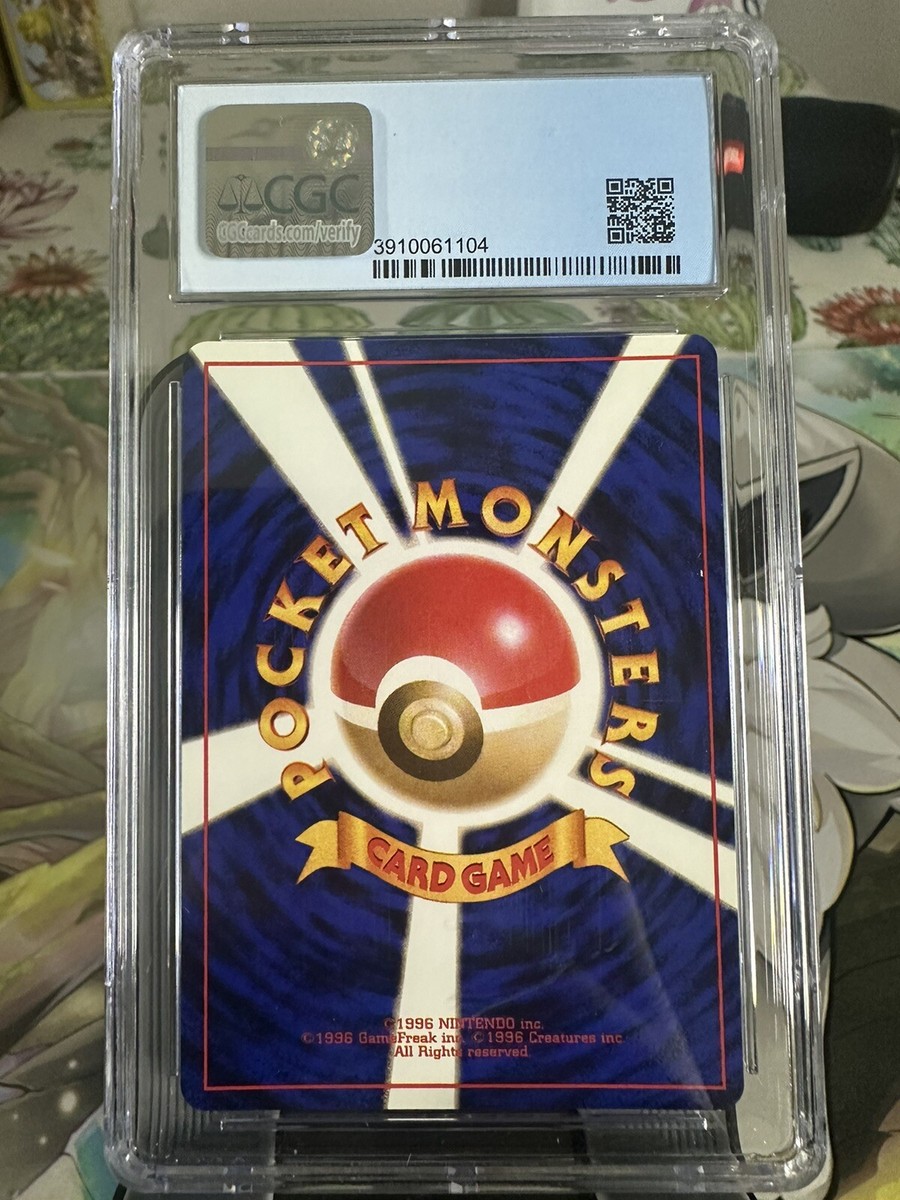 CGC
CGCcards.com/verify
3910061104
POCKET MONSTERS
CARD GAME
©1996 NINTENDO inc.
©1996 GameFreak inc. ©1996 Creatures inc.
All Rights reserved.